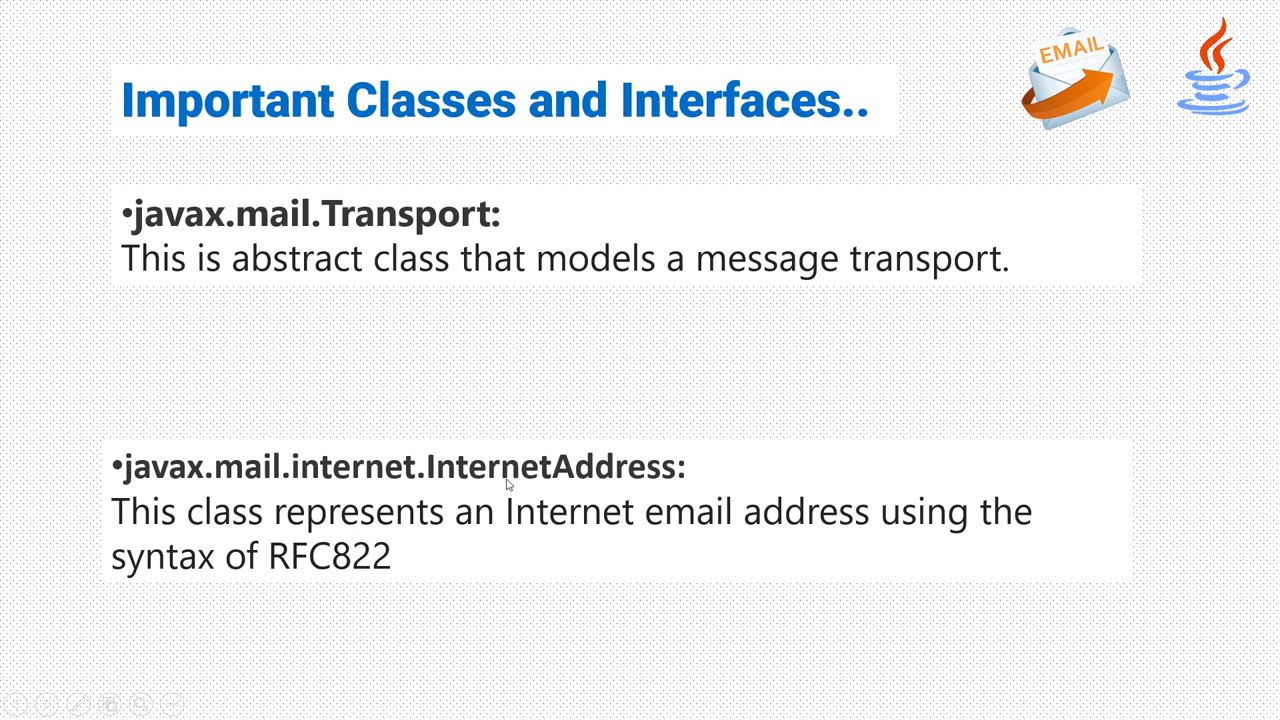 EMAIL
Important Classes and Interfaces..
•javax.mail.Transport:
This is abstract class that models a message transport.
•javax.mail.internet.InternetAddress:
This class represents an Internet email address using the
syntax of RFC822